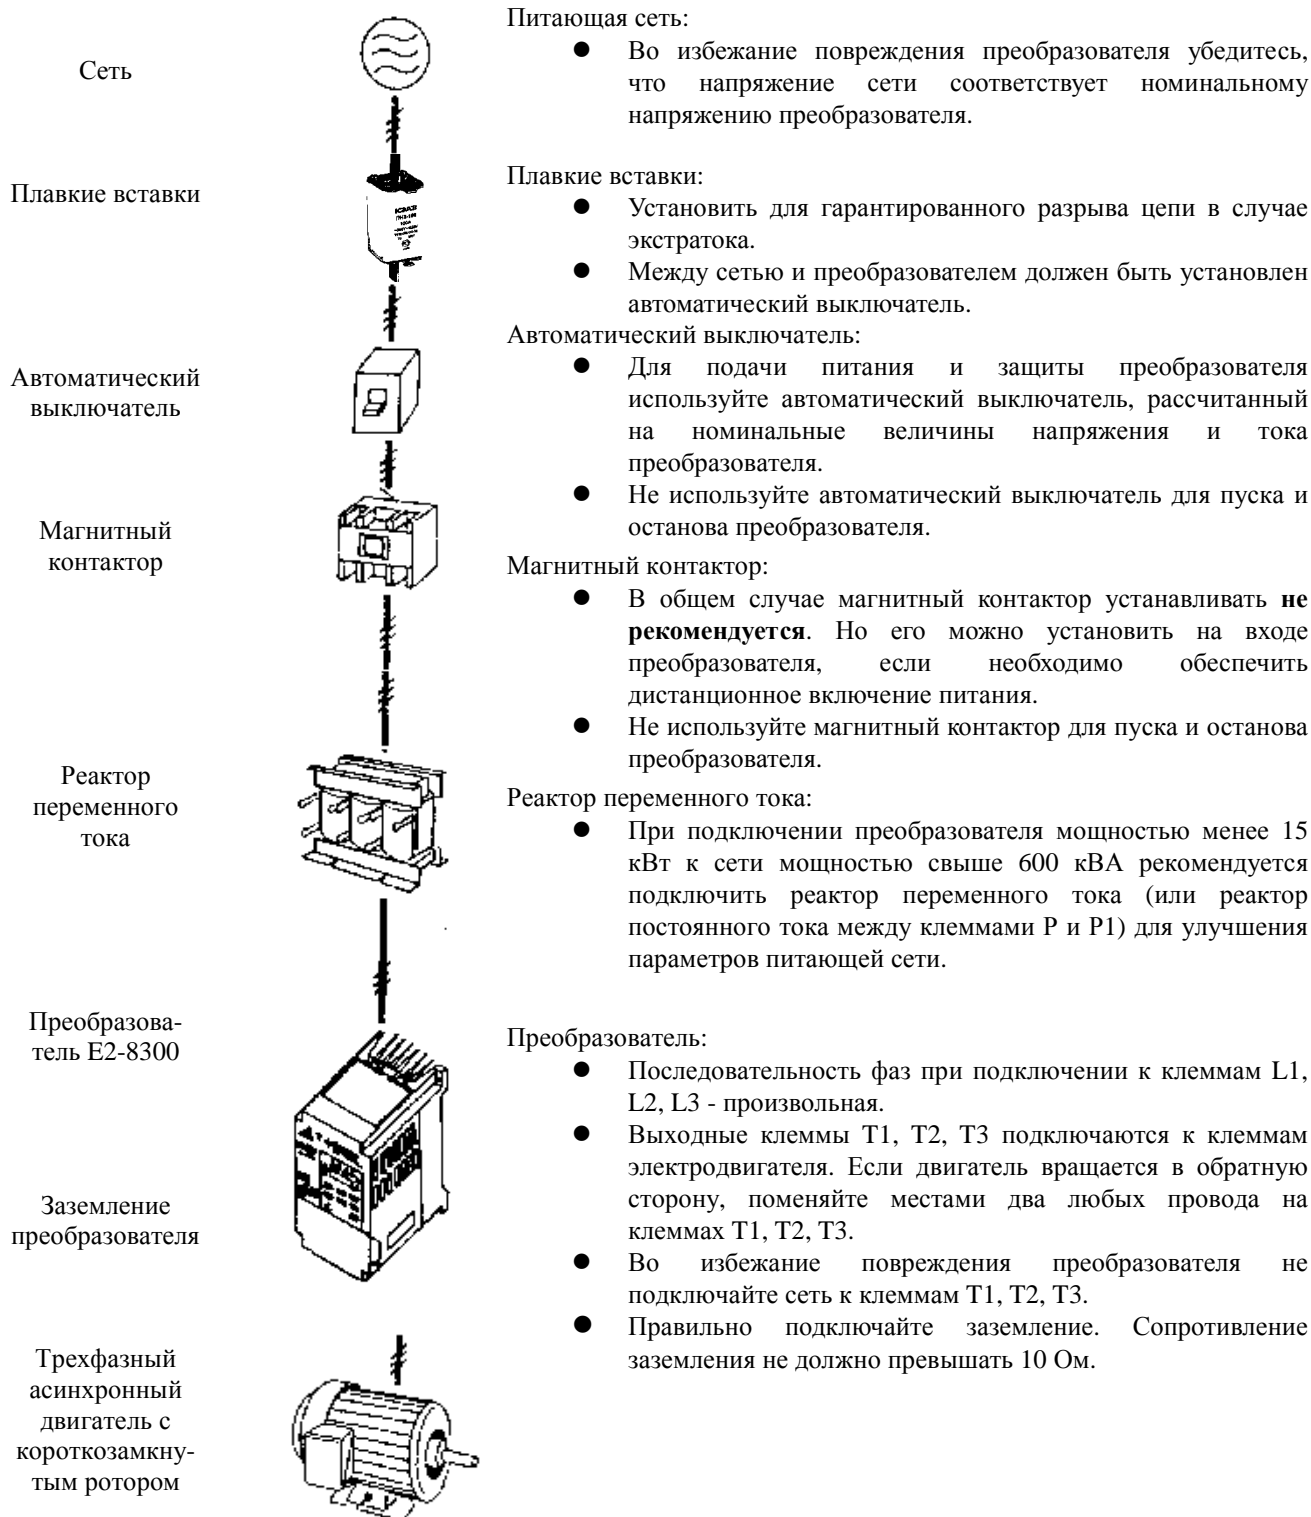 Сеть
Плавкие вставки
Автоматический
выключатель
Магнитный
контактор
Реактор
переменного
тока
Преобразова-
тель E2-8300
Заземление
преобразователя
Трехфазный
асинхронный
двигатель с
короткозамкну-
тым ротором
Питающая сеть:
● Во избежание повреждения преобразователя убедитесь,
что напряжение сети соответствует номинальному
напряжению преобразователя.
Плавкие вставки:
● Установить для гарантированного разрыва цепи в случае
экстратока.
● Между сетью и преобразователем должен быть установлен
автоматический выключатель.
Автоматический выключатель:
● Для подачи питания и защиты преобразователя
используйте автоматический выключатель, рассчитанный
на номинальные величины напряжения и тока
преобразователя.
● Не используйте автоматический выключатель для пуска и
останова преобразователя.
Магнитный контактор:
● В общем случае магнитный контактор устанавливать не
рекомендуется. Но его можно установить на входе
преобразователя, если необходимо обеспечить
дистанционное включение питания.
● Не используйте магнитный контактор для пуска и останова
преобразователя.
Реактор переменного тока:
● При подключении преобразователя мощностью менее 15
кВт к сети мощностью свыше 600 кВА рекомендуется
подключить реактор переменного тока (или реактор
постоянного тока между клеммами P и P1) для улучшения
параметров питающей сети.
Преобразователь:
● Последовательность фаз при подключении к клеммам L1,
L2, L3 - произвольная.
● Выходные клеммы T1, T2, T3 подключаются к клеммам
электродвигателя. Если двигатель вращается в обратную
сторону, поменяйте местами два любых провода на
клеммах T1, T2, T3.
● Во избежание повреждения преобразователя не
подключайте сеть к клеммам T1, T2, T3.
● Правильно подключайте заземление. Сопротивление
заземления не должно превышать 10 Ом.